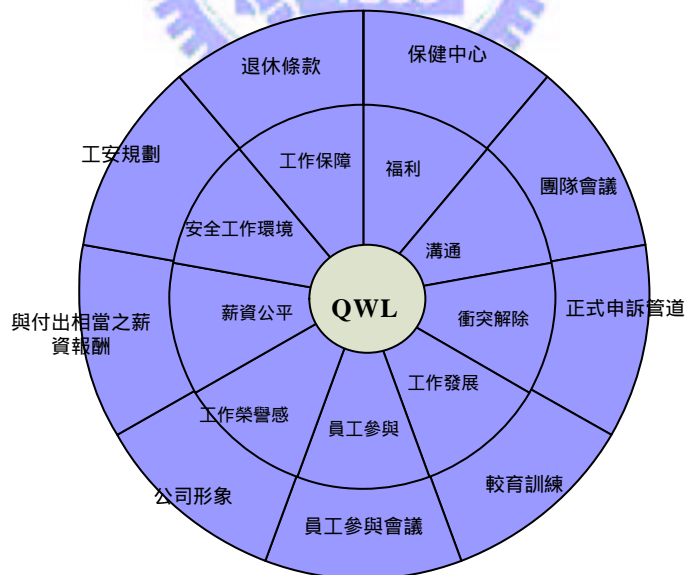 退休條款
保健中心
工安規劃
工作保障
福利
團隊會議
安全工作環境
溝通
與付出相當之薪
資報酬
薪資公平
QWL
衝突解除
正式申訴管道
工作榮譽感
員工參與
工作發展
公司形象
員工參與會議
較育訓練